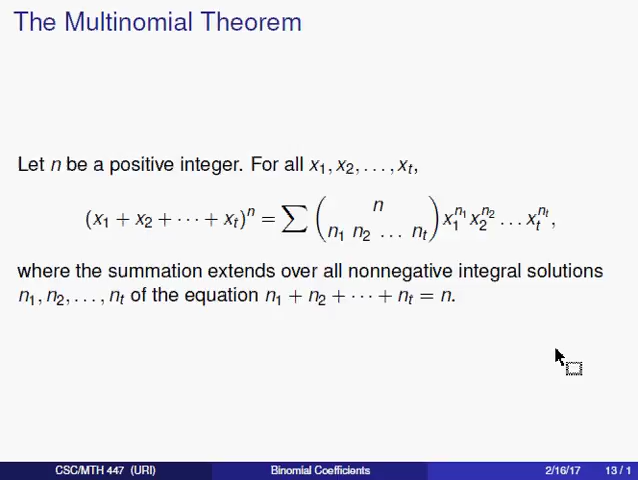 The Multinomial Theorem
Let n be a positive integer. For all x₁, x₂, . . . , xₜ,
(x₁ + x₂ + · · · + xₜ)ⁿ = ∑ (n over n₁ n₂ . . . nₜ) x₁^{n₁} x₂^{n₂} . . . xₜ^{nₜ},
where the summation extends over all nonnegative integral solutions
n₁, n₂, . . . , nₜ of the equation n₁ + n₂ + · · · + nₜ = n.
CSC/MTH 447 (URI) Binomial Coefficients 2/16/17 13 / 1